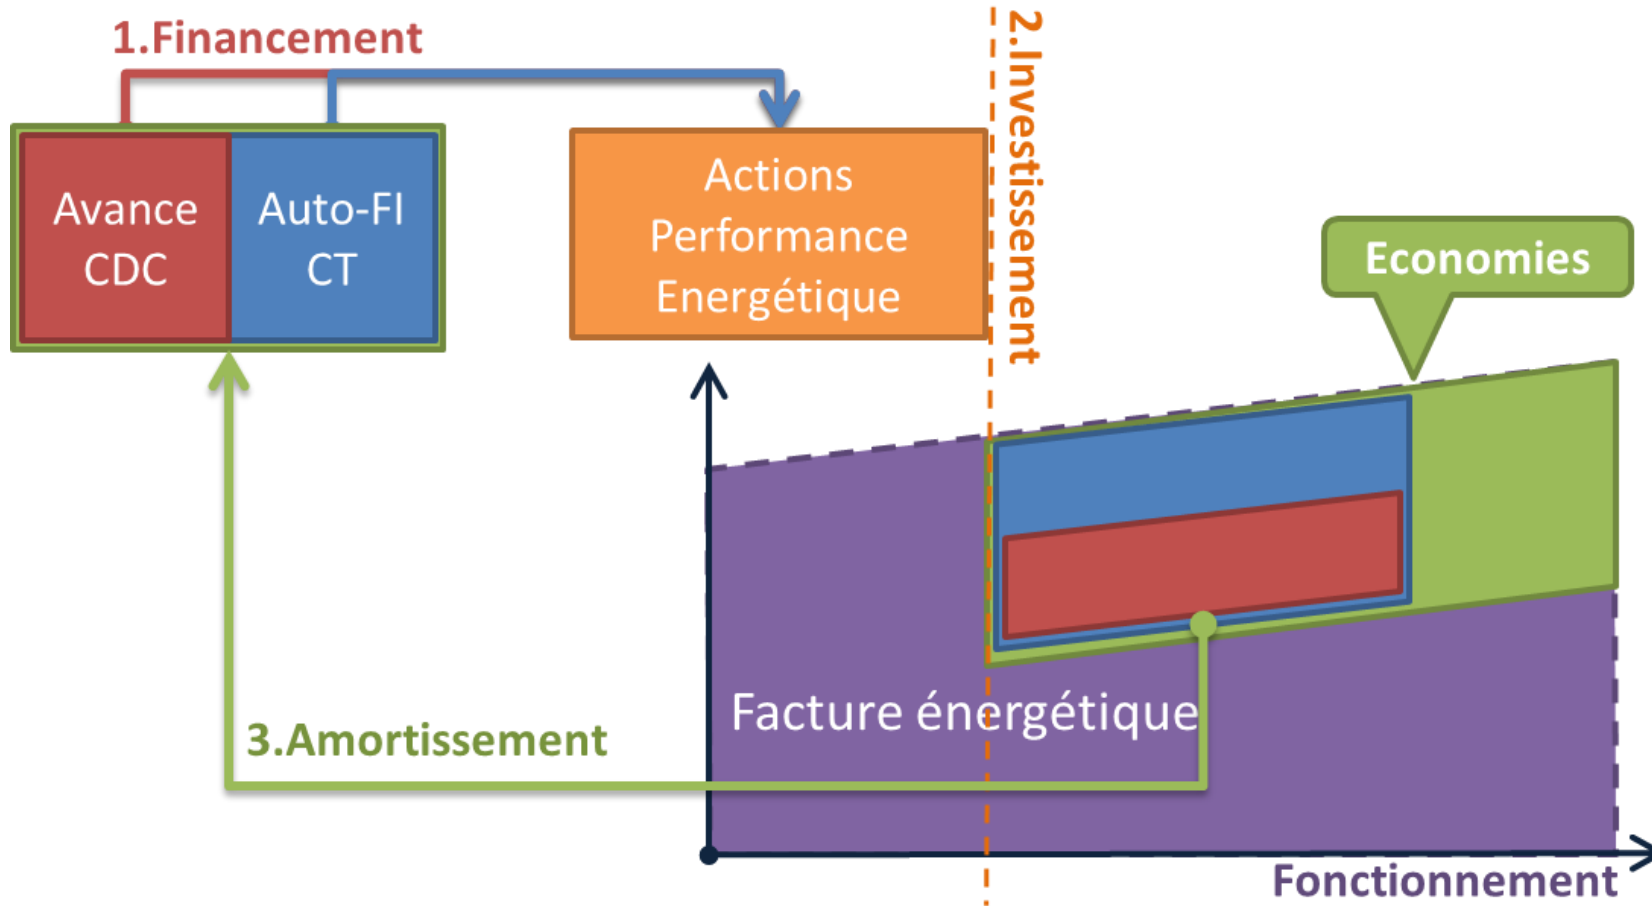 1.Financement
2.Investissement
Avance
CDC
Auto-FI
CT
Actions
Performance
Energétique
Economies
Facture énergétique
3.Amortissement
Fonctionnement